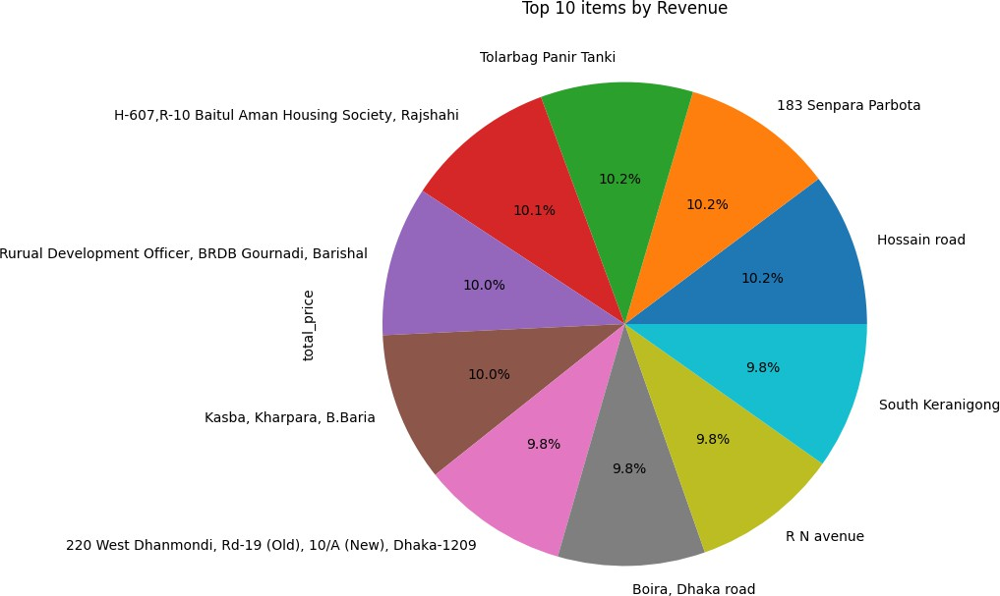 Top 10 items by Revenue
Tolarbag Panir Tanki
183 Senpara Parbota
H-607,R-10 Baitul Aman Housing Society, Rajshahi
10.2%
10.2%
10.1%
Hossain road
Rurual Development Officer, BRDB Gournadi, Barishal
10.2%
10.0%
total_price
9.8%
10.0%
South Keranigong
Kasba, Kharpara, B.Baria
9.8%
9.8%
9.8%
R N avenue
220 West Dhanmondi, Rd-19 (Old), 10/A (New), Dhaka-1209
Boira, Dhaka road